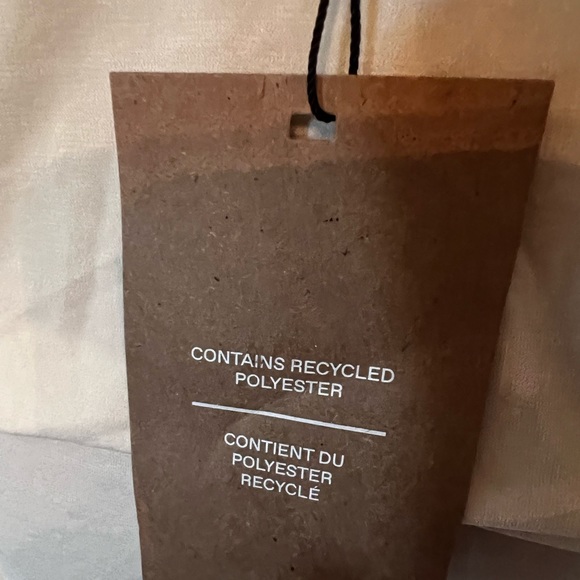 CONTAINS RECYCLED
POLYESTER
CONTIENT DU
POLYESTER
RECYCLÉ